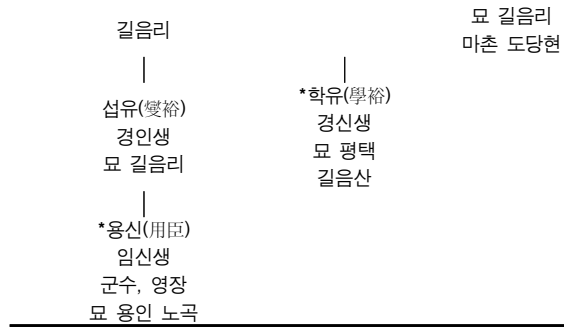 길음리
섭유(燮裕)
경인생
묘 길음리
*용신(用臣)
임신생
군수, 영장
묘 용인 노곡
*학유(學裕)
경신생
묘 평택
길음산
묘 길음리
마촌 도당현